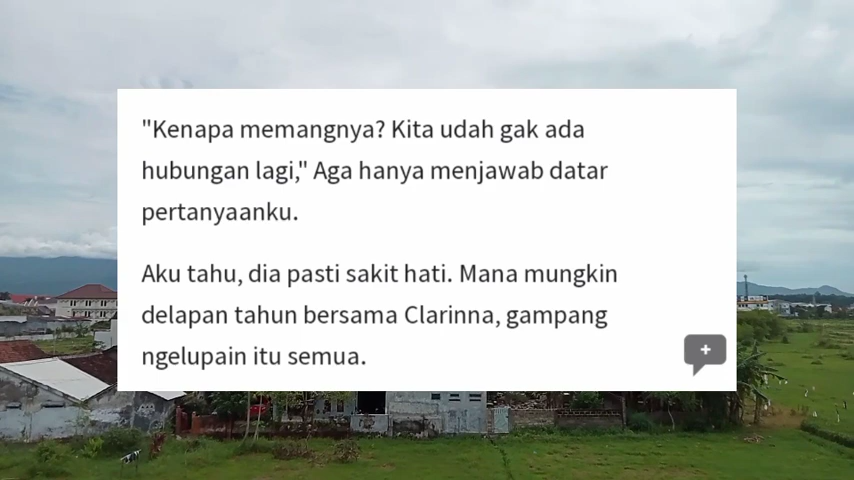 "Kenapa memangnya? Kita udah gak ada
hubungan lagi," Aga hanya menjawab datar
pertanyaanku.
Aku tahu, dia pasti sakit hati. Mana mungkin
delapan tahun bersama Clarinna, gampang
ngelupain itu semua.
+